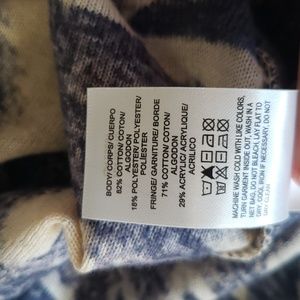 BODY/ CORPS/ CUERPO
82% COTTON/ COTON/
ALGODON
18% POLYESTER/ POLYESTER/
POLIÉSTER
FRINGE/ GARNITURE/ BORDE
71% COTTON/ COTON/
ALGODON
29% ACRYLIC/ ACRYLIQUE/
ACRILICO
MACHINE WASH COLD WITH LIKE COLORS,
TURN GARMENT INSIDE OUT, WASH IN A
NET BAG, DO NOT BLEACH, LAY FLAT TO
DRY, COOL IRON IF NECESSARY, DO NOT
DRY CLEAN